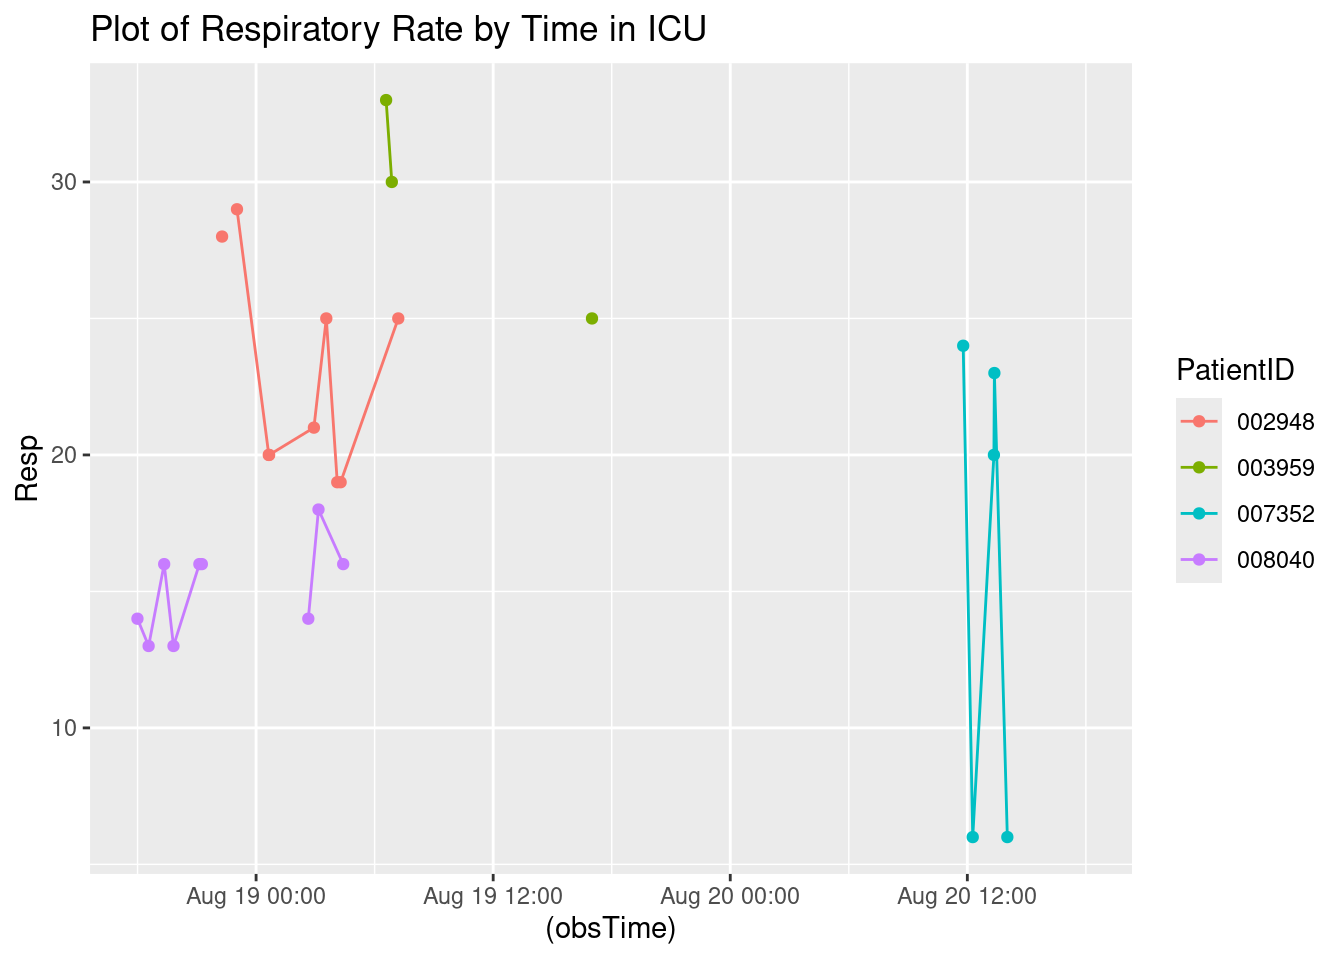 Plot of Respiratory Rate by Time in ICU
30
20
10
Resp
Aug 19 00:00 Aug 19 12:00 Aug 20 00:00 Aug 20 12:00
(obsTime)
PatientID
002948
003959
007352
008040